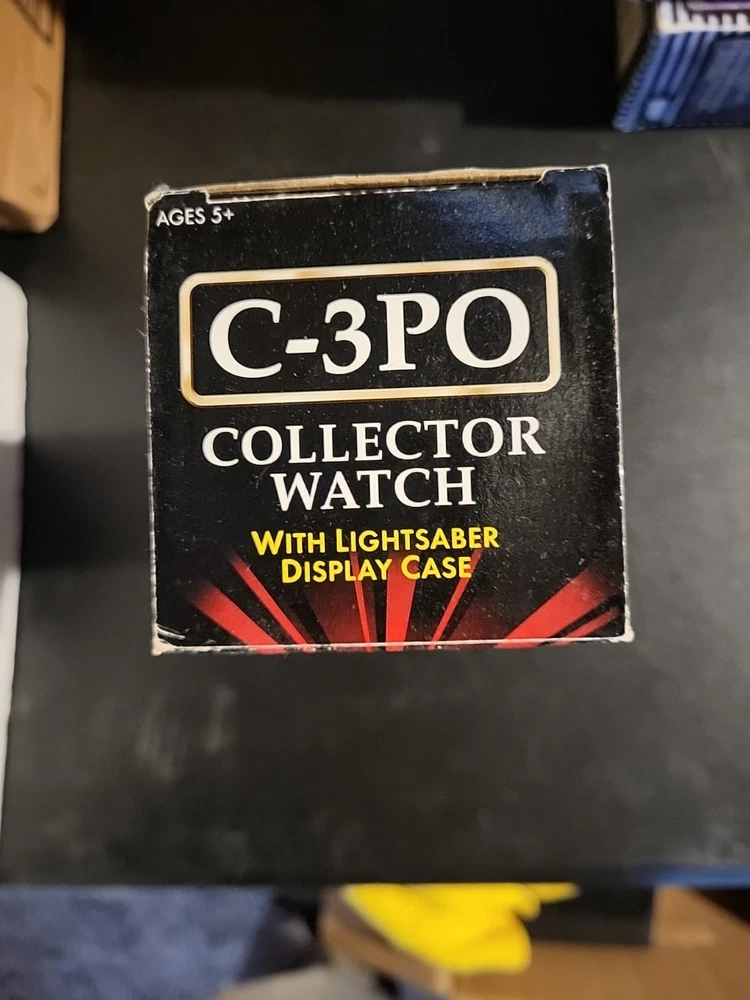 AGES 5+
C-3PO
COLLECTOR
WATCH
WITH LIGHTSABER
DISPLAY CASE